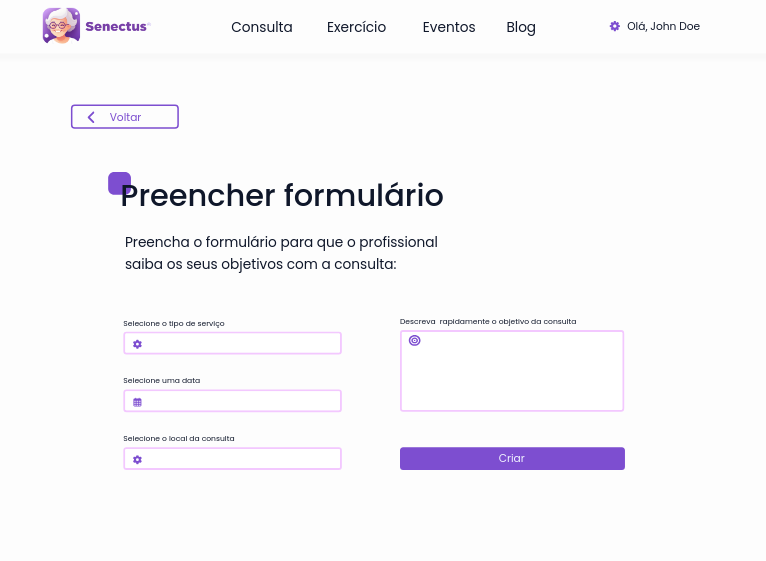 Senectus
Consulta
Exercício
Eventos
Blog
Olá, John Doe
Voltar
Preencher formulário
Preencha o formulário para que o profissional
saiba os seus objetivos com a consulta:
Selecione o tipo de serviço
Selecione uma data
Selecione o local da consulta
Descreva rapidamente o objetivo da consulta
Criar